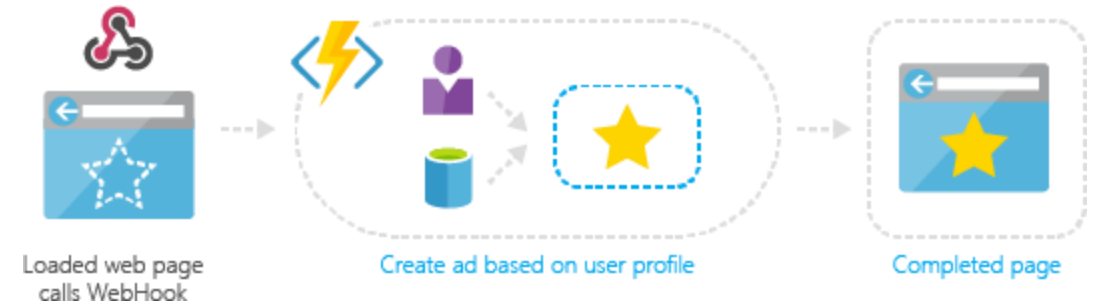 Loaded web page
calls WebHook
Create ad based on user profile
Completed page